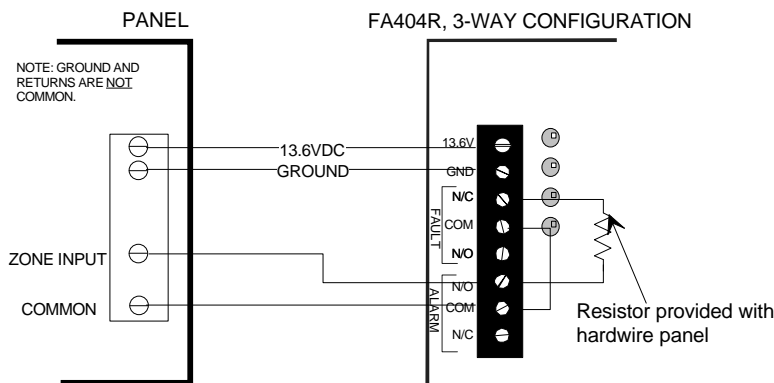 PANEL
FA404R, 3-WAY CONFIGURATION
NOTE: GROUND AND
RETURNS ARE NOT
COMMON.
13.6VDC
GROUND
ZONE INPUT
COMMON
13.6V
GND
N/C
COM
N/O
FAULT
N/O
COM
N/C
ALARM
Resistor provided with
hardwire panel